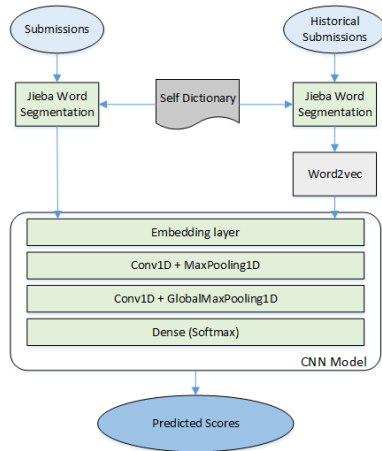 Submissions
Historical
Submissions
Jieba Word
Segmentation
Self Dictionary
Jieba Word
Segmentation
Word2vec
Embedding layer
Conv1D + MaxPooling1D
Conv1D + GlobalMaxPooling1D
Dense (Softmax)
CNN Model
Predicted Scores